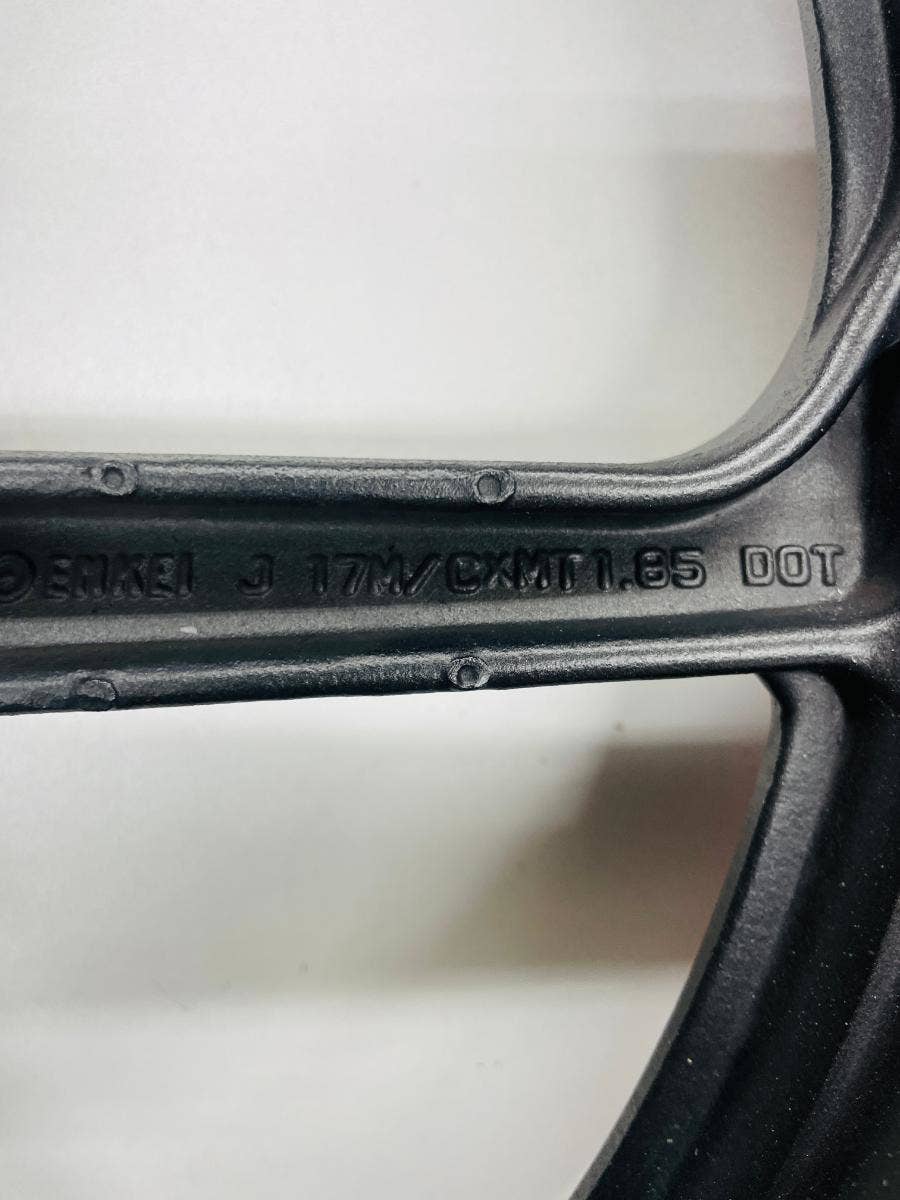 ENKEI J 17M/CXMT1.85 DOT